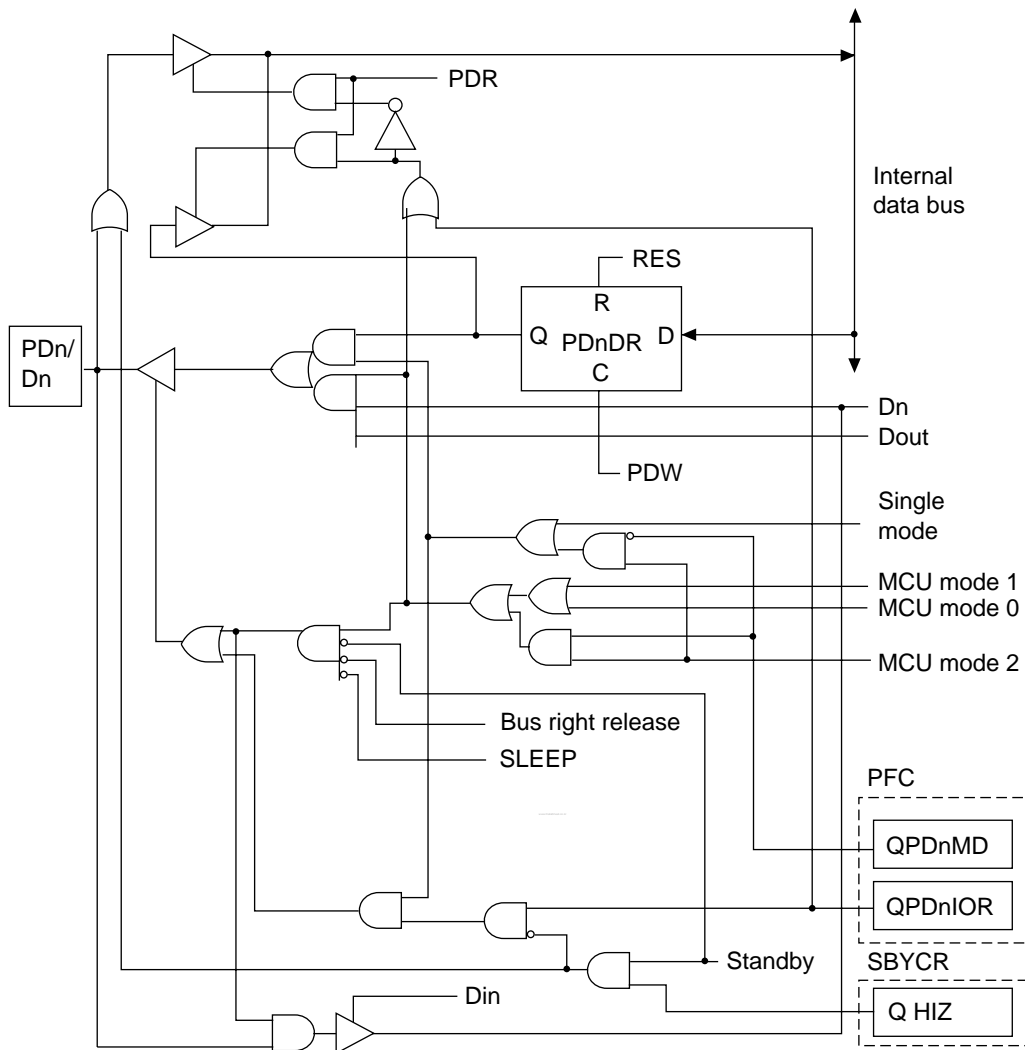 PDR
Internal
data bus
RES
R
Q
PDnDR
D
C
PDn/
Dn
Dn
Dout
PDW
Single
mode
MCU mode 1
MCU mode 0
MCU mode 2
Bus right release
SLEEP
PFC
QPDnMD
QPDnIOR
Standby
SBYCR
Din
Q HIZ